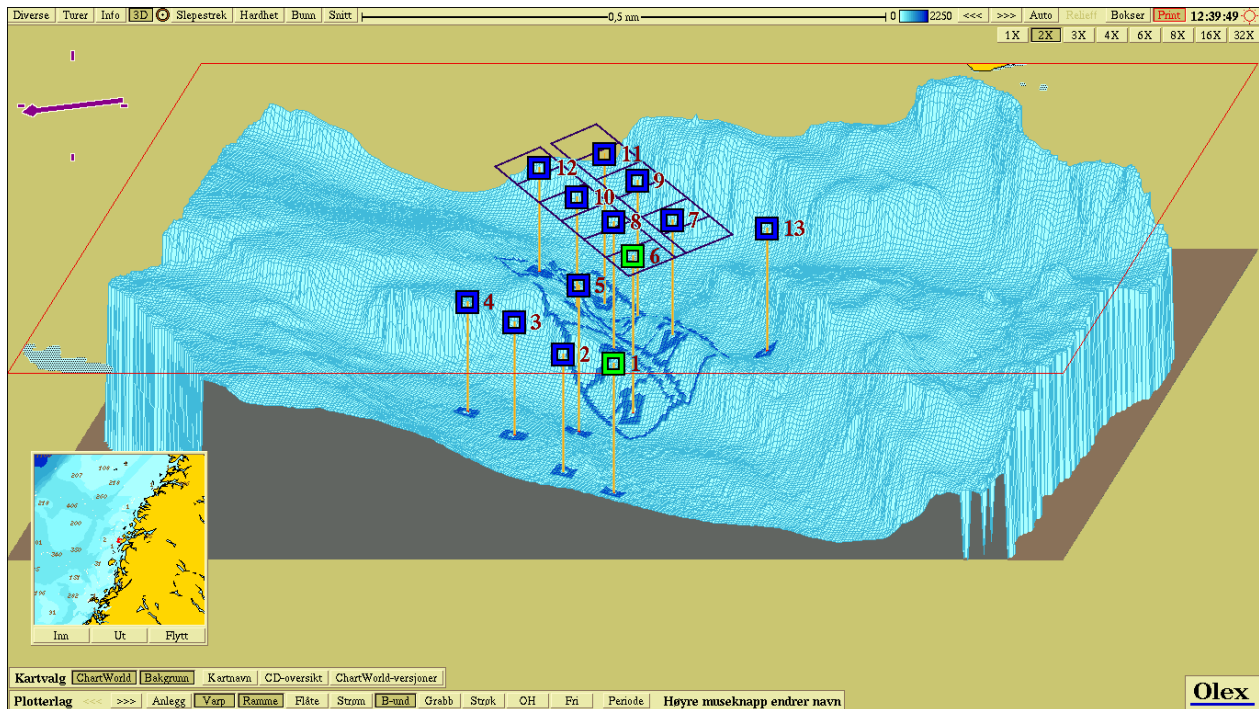 Diverse Turer Info 3D Slepestrek Hardhet Bunn Snitt 0,5 nm 0 2250 <<< >>> Auto Relieff Bokser Print 12:39:49
1X 2X 3X 4X 6X 8X 16X 32X
11
12
9
10
8
7
13
6
5
4
3
2
1
Inn Ut Flytt
Kartvalg ChartWorld Bakgrunn Kartnavn CD-oversikt ChartWorld-versjoner
Plotterlag <<< >>> Anlegg Varp Ramme Flåte Strøm B-und Grabb Strøk OH Fri Periode Høyre museknapp endrer navn
Olex